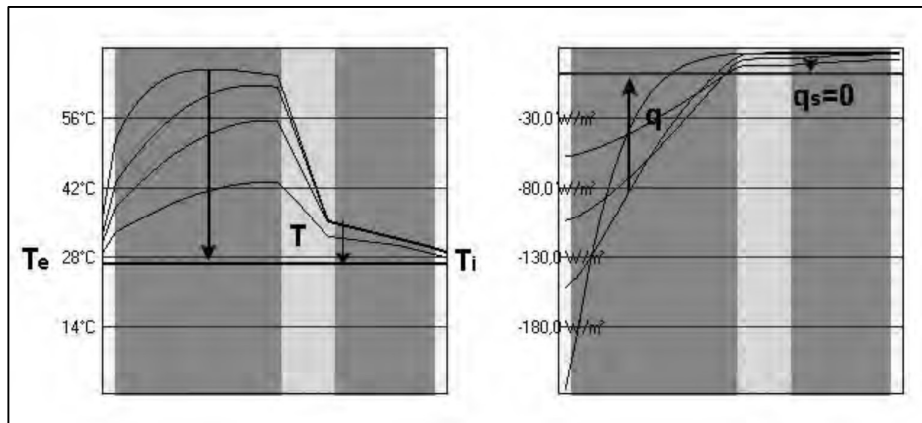 56°C
42°C
T
Te
28°C
Ti
14°C
qs=0
-30,0 W/m²
q
-80,0 W/m²
-130,0 W/m²
-180,0 W/m²